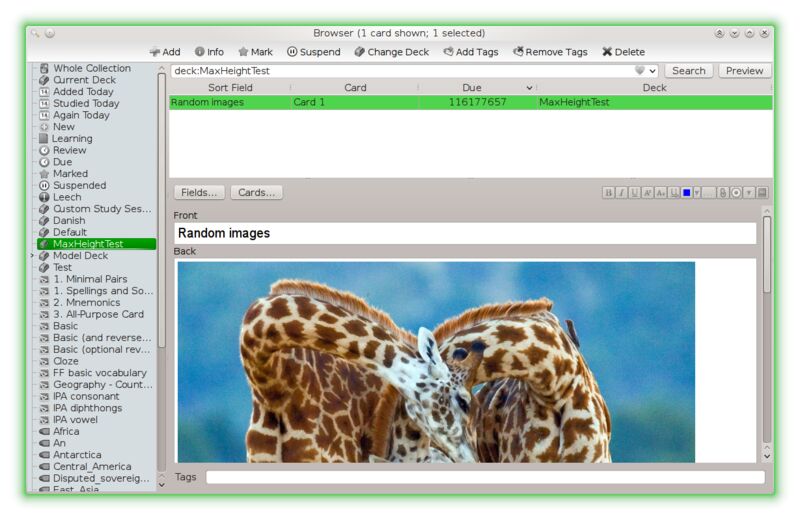 Browser (1 card shown; 1 selected)
Add Info Mark Suspend Change Deck Add Tags Remove Tags Delete
Whole Collection
Current Deck
Added Today
Studied Today
Again Today
New
Learning
Review
Due
Marked
Suspended
Leech
Custom Study Ses...
Danish
Default
MaxHeightTest
Model Deck
Test
1. Minimal Pairs
1. Spellings and So...
2. Mnemonics
3. All-Purpose Card
Basic
Basic (and reverse...
Basic (optional rev...
Cloze
FF basic vocabulary
Geography - Count...
IPA consonant
IPA diphthongs
IPA vowel
Africa
An
Antarctica
Central_America
Disputed_sovereig...
East_Asia
deck:MaxHeightTest Search Preview
Sort Field Card Due Deck
Random images Card 1 116177657 MaxHeightTest
Fields... Cards...
Front
Random images
Back
Tags